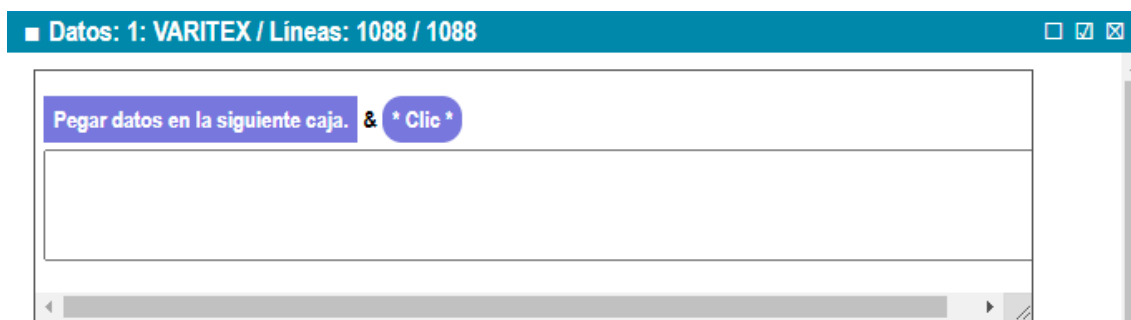 Datos: 1: VARITEX / Líneas: 1088 / 1088
Pegar datos en la siguiente caja. & * Clic *